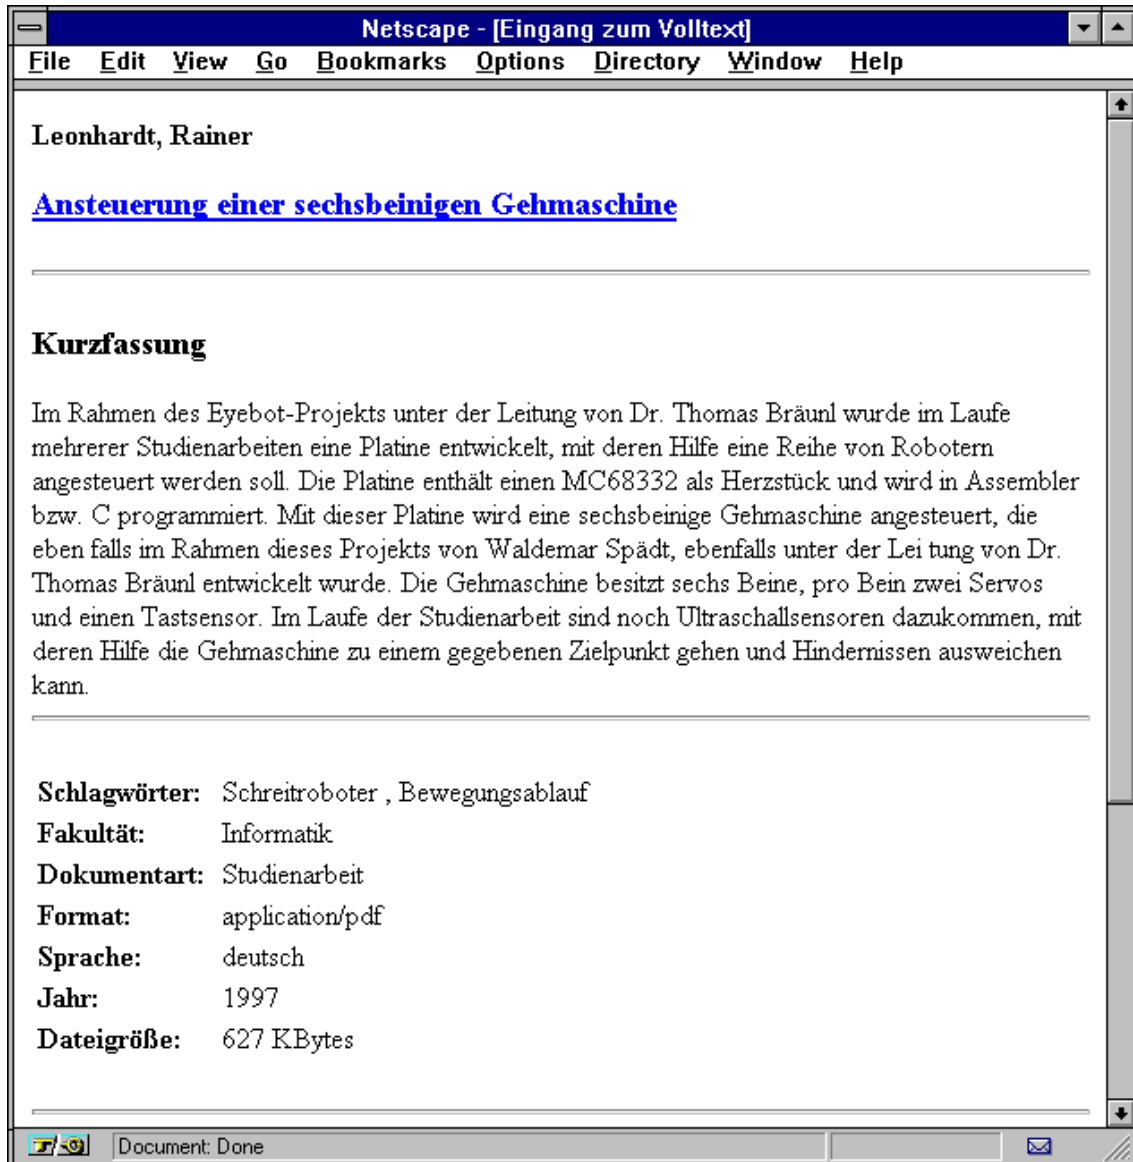 Netscape - [Eingang zum Volltext]
File Edit View Go Bookmarks Options Directory Window Help
Leonhardt, Rainer
Ansteuerung einer sechsbeinigen Gehmaschine
Kurzfassung
Im Rahmen des Eyebot-Projekts unter der Leitung von Dr. Thomas Bräunl wurde im Laufe
mehrerer Studienarbeiten eine Platine entwickelt, mit deren Hilfe eine Reihe von Robotern
angesteuert werden soll. Die Platine enthält einen MC68332 als Herzstück und wird in Assembler
bzw. C programmiert. Mit dieser Platine wird eine sechsbeinige Gehmaschine angesteuert, die
eben falls im Rahmen dieses Projekts von Waldemar Spädt, ebenfalls unter der Lei tung von Dr.
Thomas Bräunl entwickelt wurde. Die Gehmaschine besitzt sechs Beine, pro Bein zwei Servos
und einen Tastsensor. Im Laufe der Studienarbeit sind noch Ultraschallsensoren dazukommen, mit
deren Hilfe die Gehmaschine zu einem gegebenen Zielpunkt gehen und Hindernissen ausweichen
kann.
Schlagwörter: Schreitroboter , Bewegungsablauf
Fakultät: Informatik
Dokumentart: Studienarbeit
Format: application/pdf
Sprache: deutsch
Jahr: 1997
Dateigröße: 627 KBytes
Document: Done